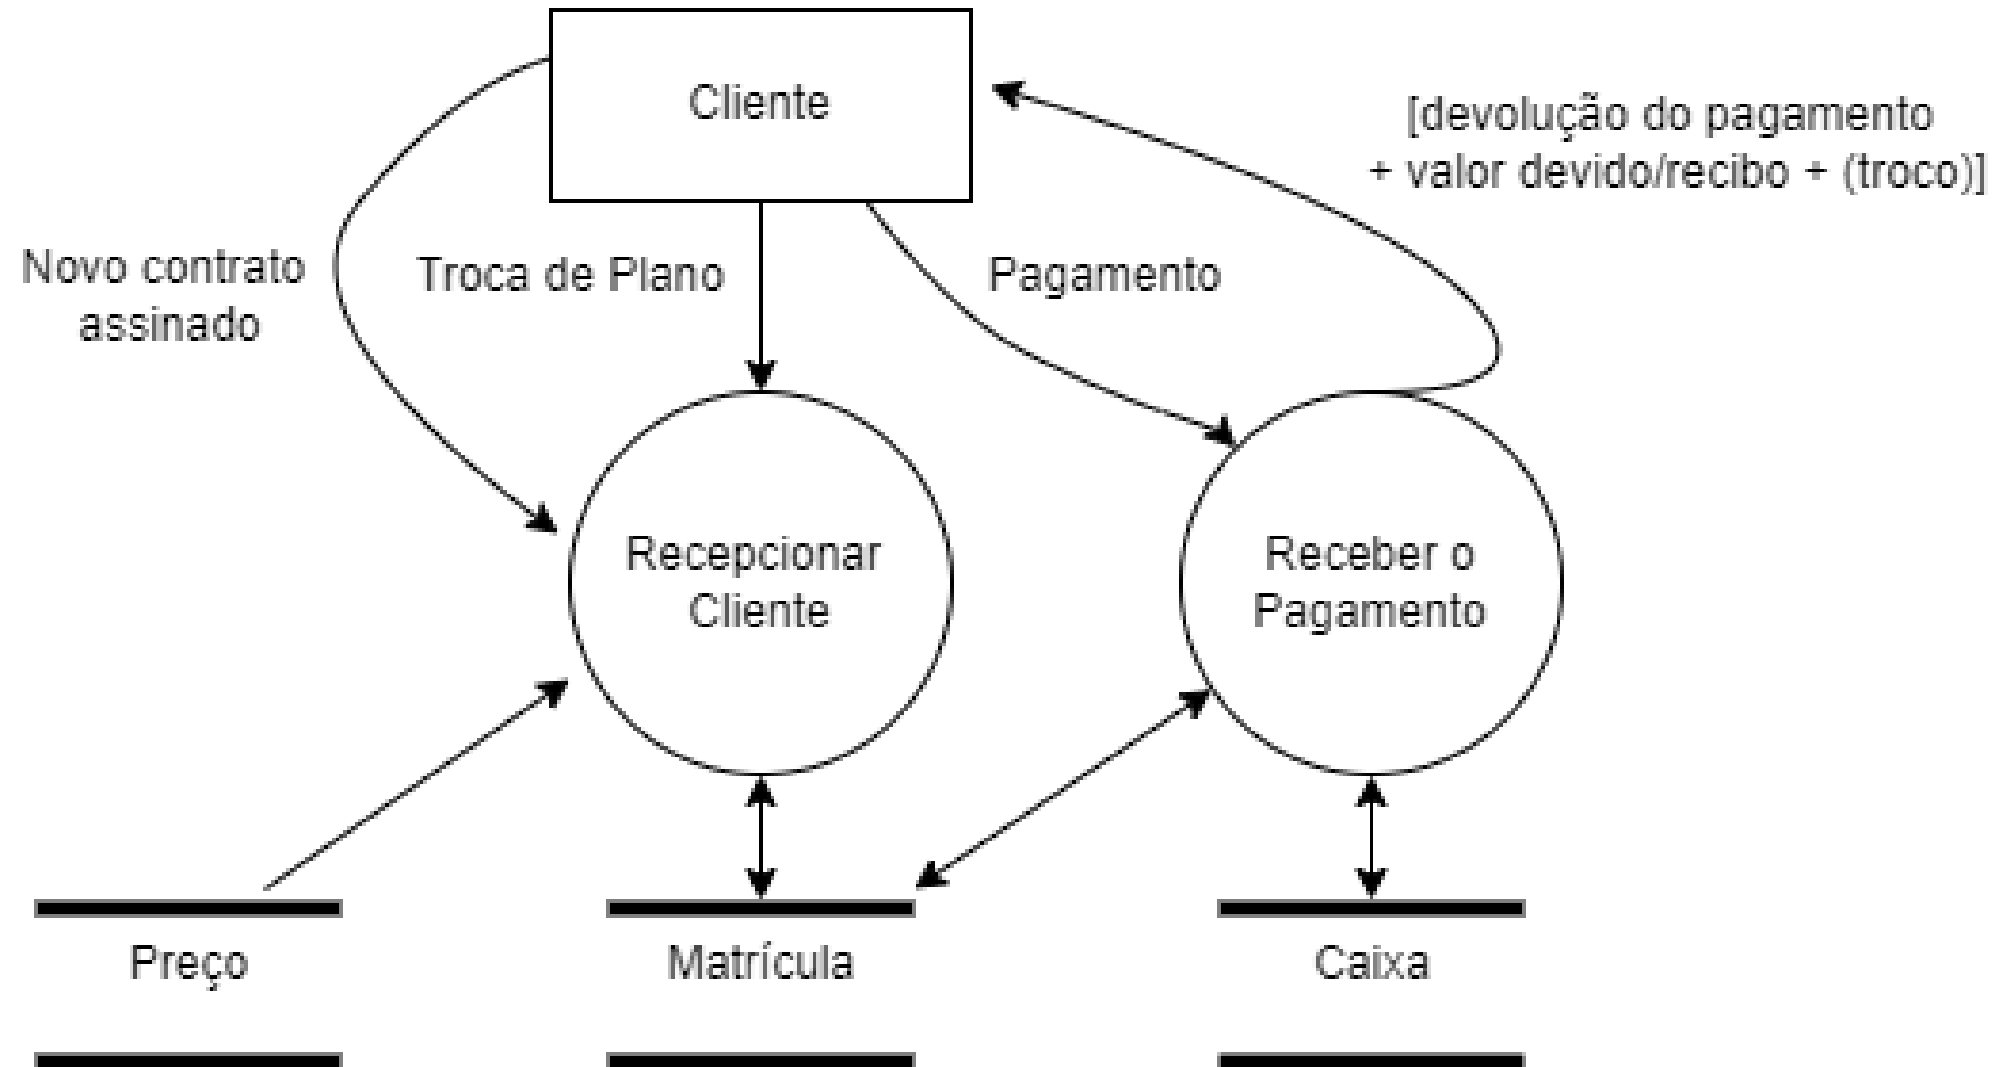 Cliente
[devolução do pagamento
+ valor devido/recibo + (troco)]
Novo contrato
assinado
Troca de Plano
Pagamento
Recepcionar
Cliente
Receber o
Pagamento
Preço
Matrícula
Caixa